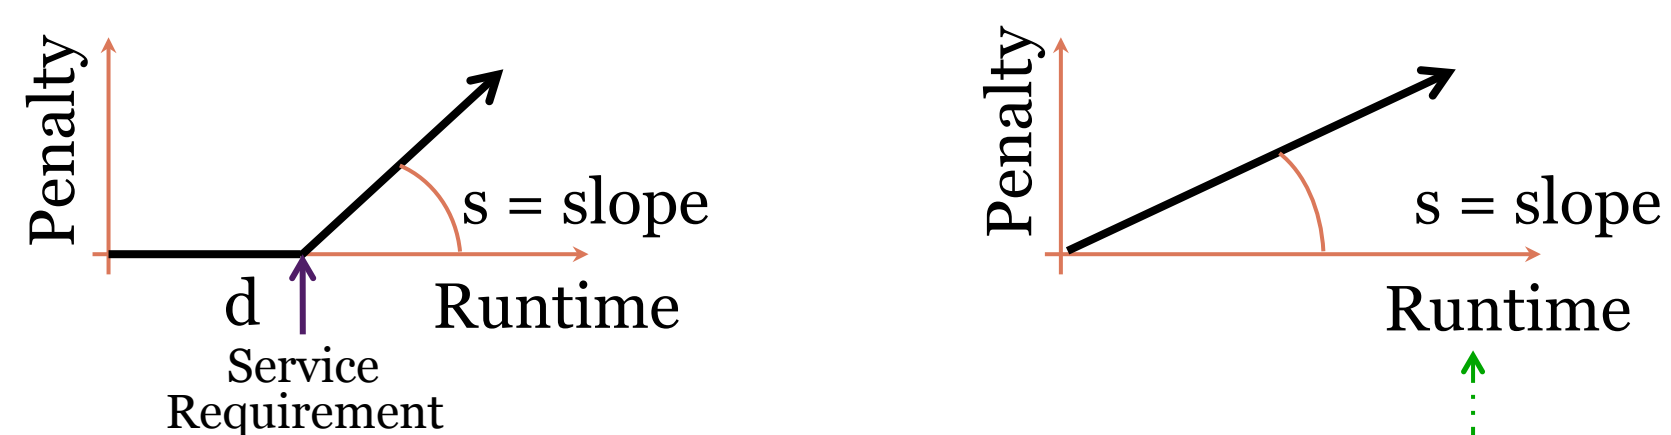 Penalty
s = slope
d
Runtime
Service
Requirement
Penalty
s = slope
Runtime